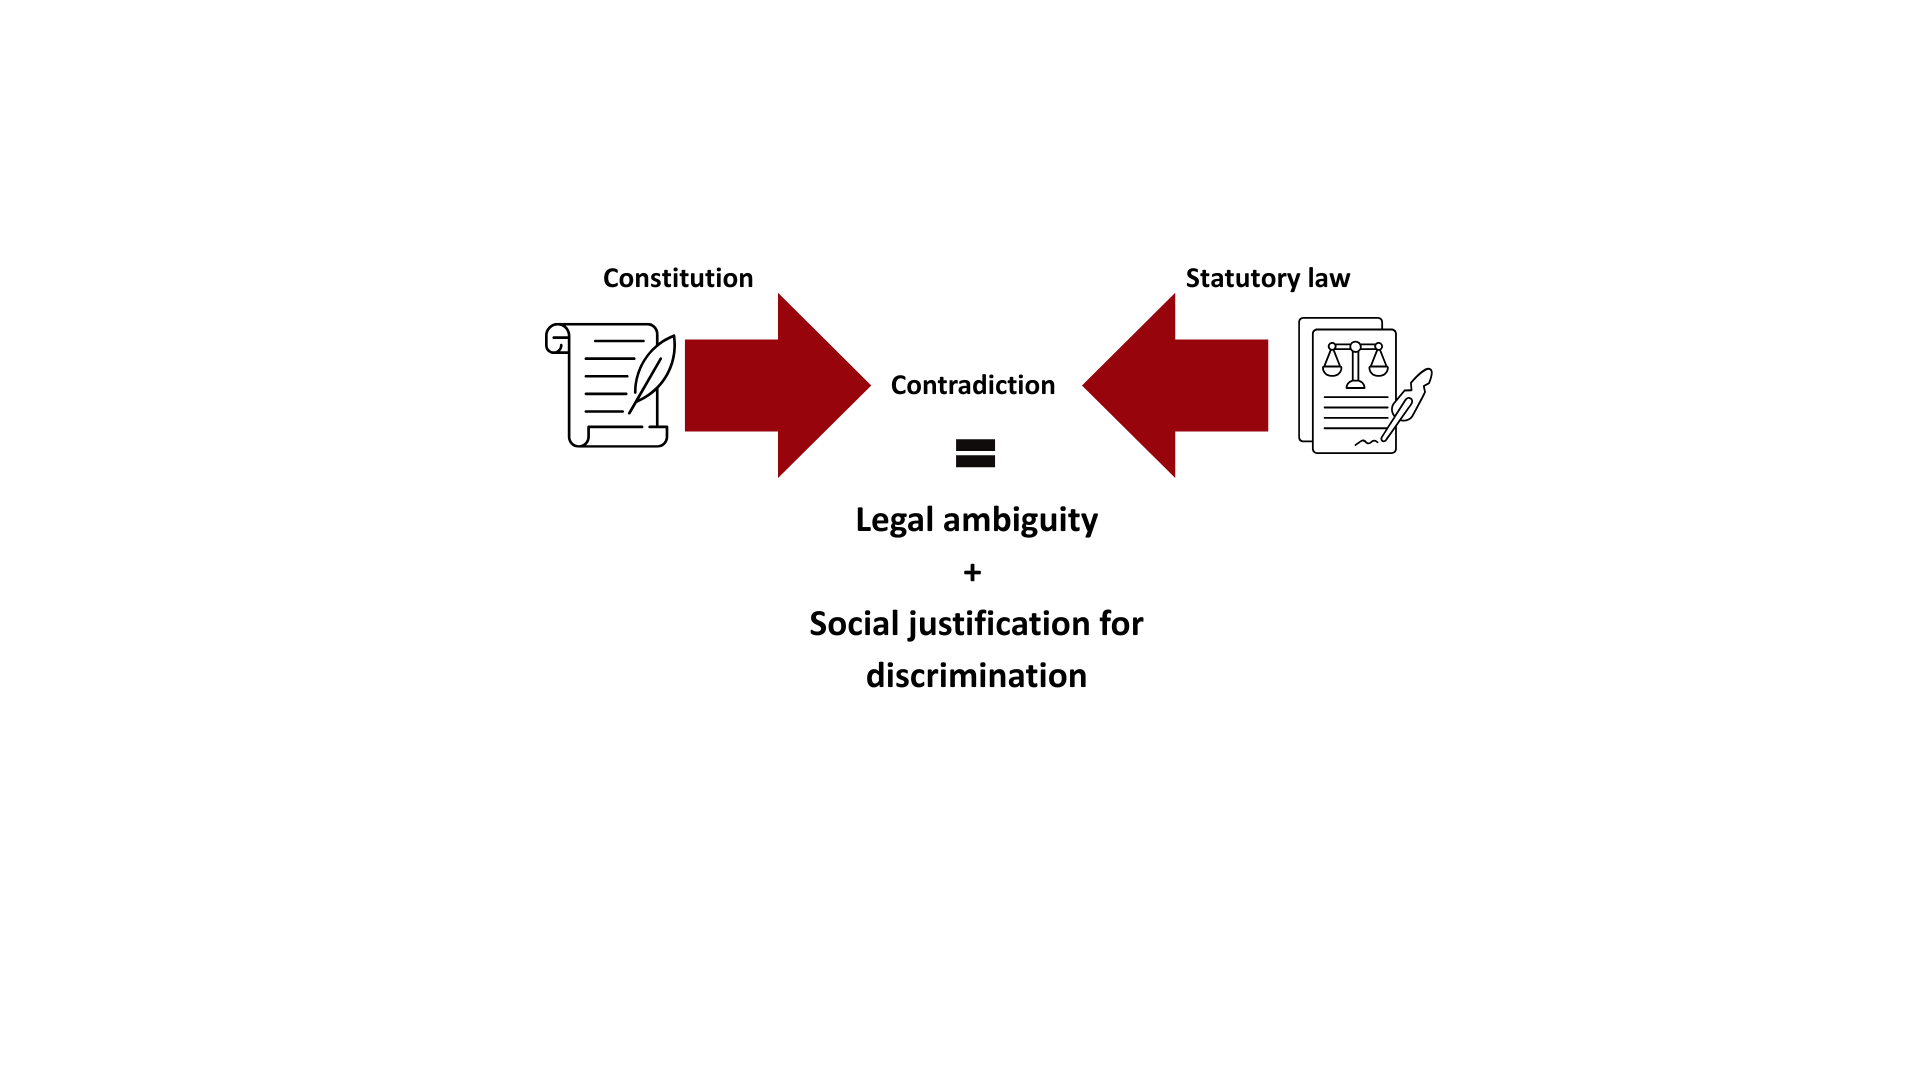 Constitution
Statutory law
Contradiction
=
Legal ambiguity
+
Social justification for
discrimination